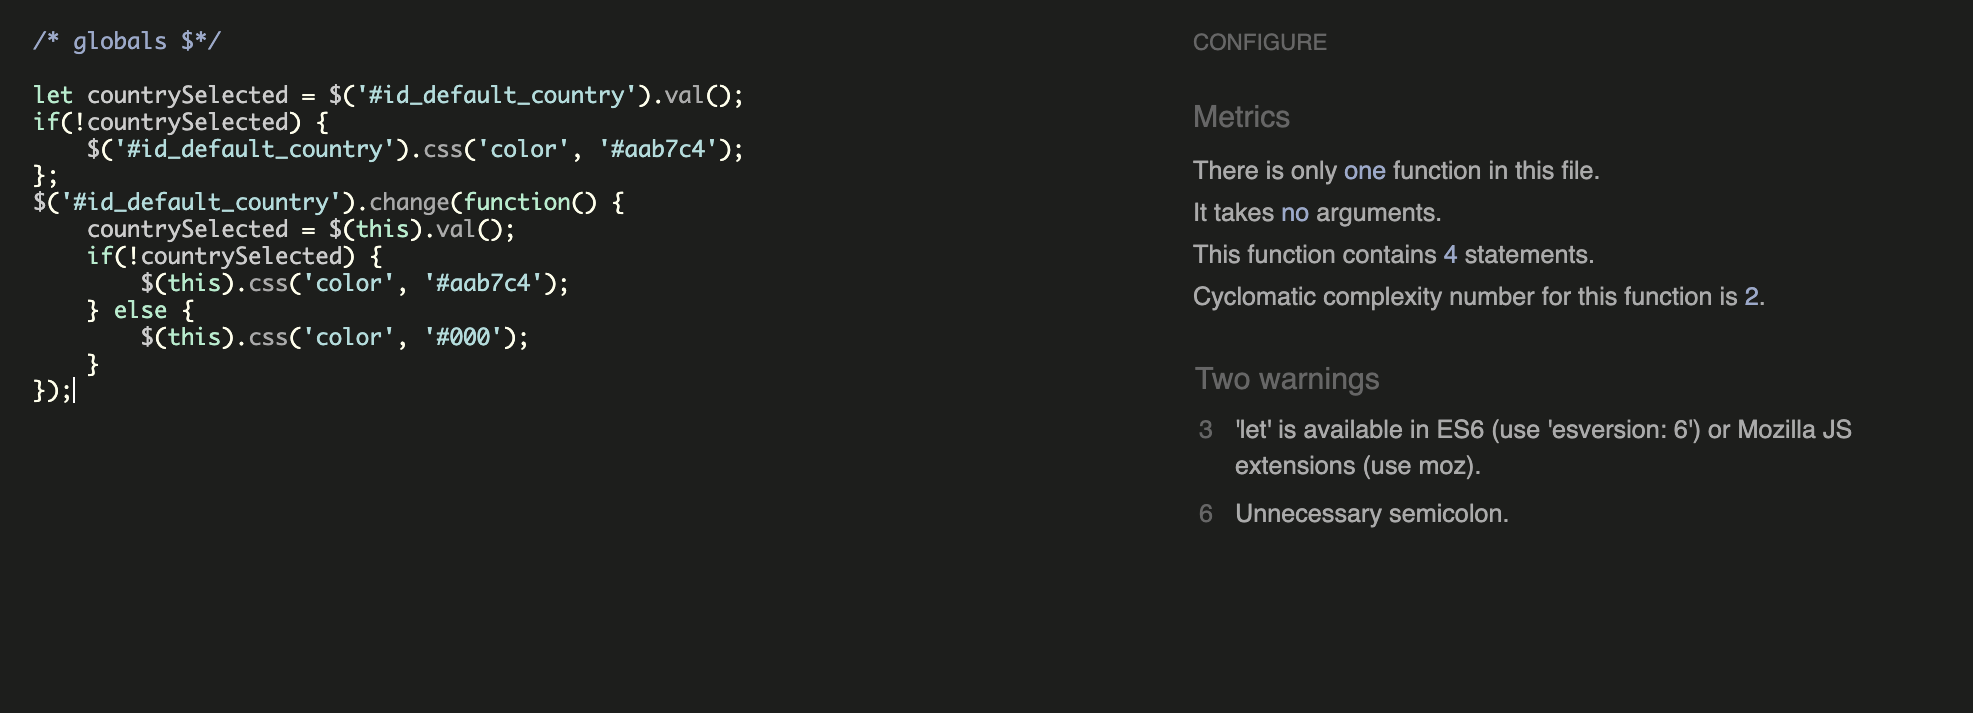 /* globals $*/
let countrySelected = $('#id_default_country').val();
if(!countrySelected) {
    $('#id_default_country').css('color', '#aab7c4');
};
$('#id_default_country').change(function() {
    countrySelected = $(this).val();
    if(!countrySelected) {
        $(this).css('color', '#aab7c4');
    } else {
        $(this).css('color', '#000');
    }
});
CONFIGURE
Metrics
There is only one function in this file.
It takes no arguments.
This function contains 4 statements.
Cyclomatic complexity number for this function is 2.
Two warnings
3 'let' is available in ES6 (use 'esversion: 6') or Mozilla JS
extensions (use moz).
6 Unnecessary semicolon.